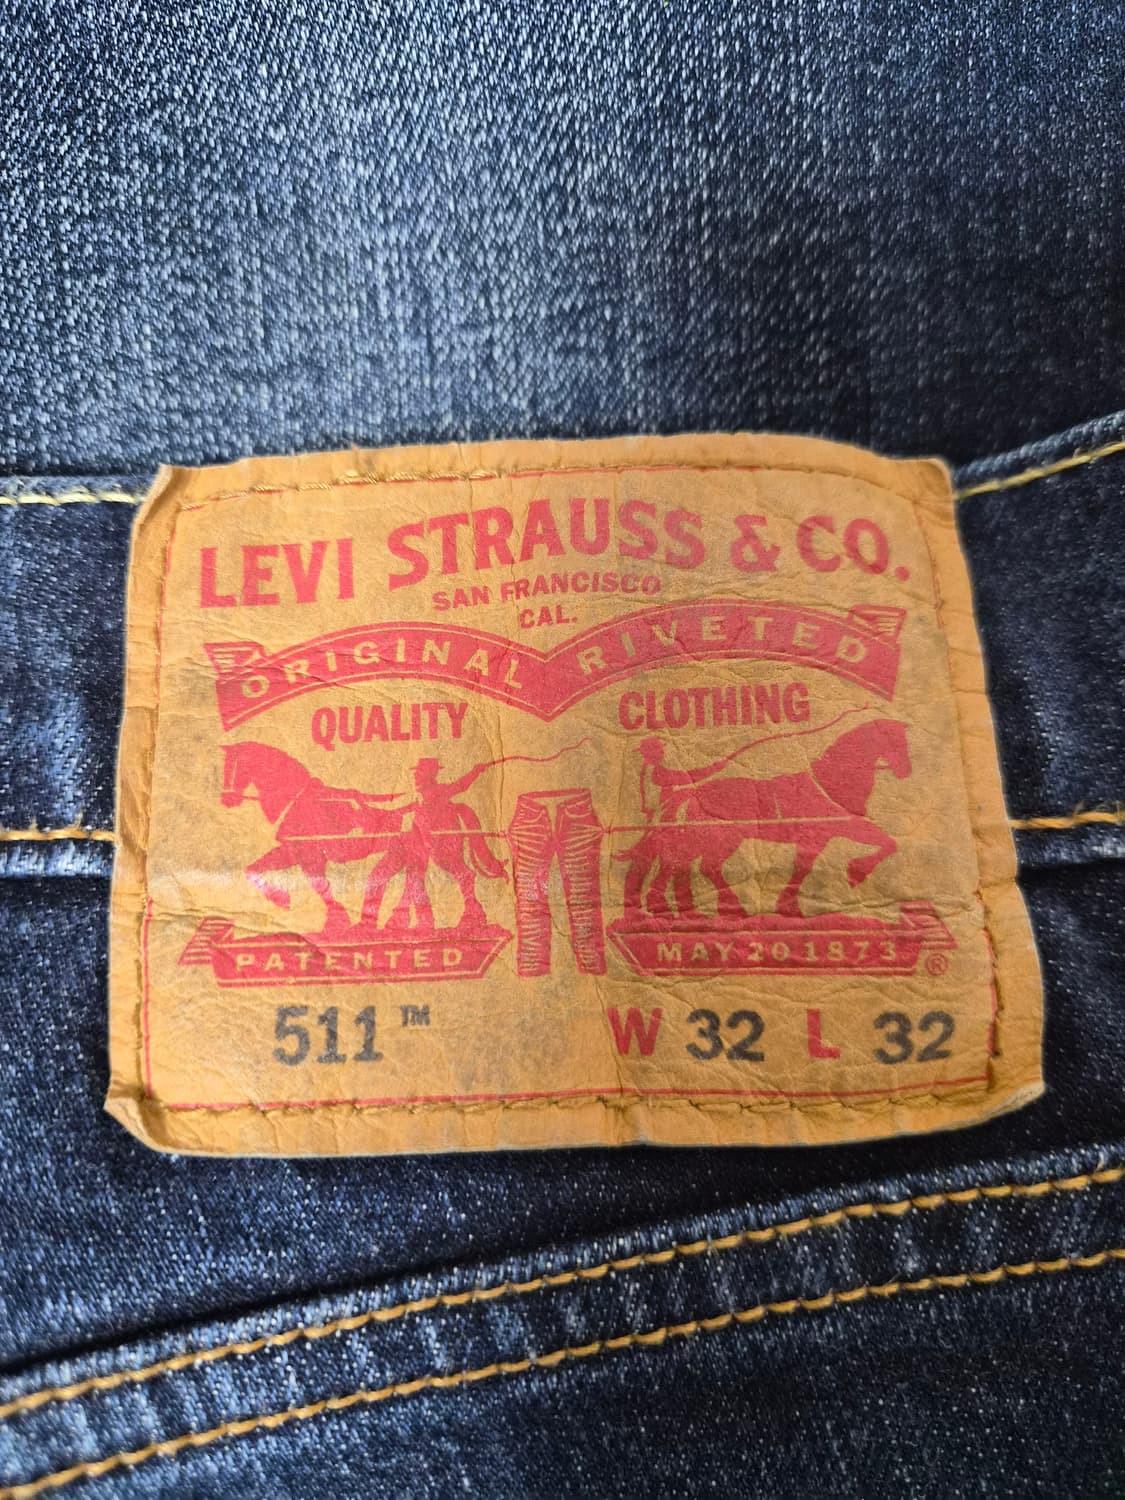 LEVI STRAUSS & CO.
SAN FRANCISCO
CAL.
ORIGINAL RIVETED
QUALITY CLOTHING
PATENTED MAY 20 1873 ®
511™ W 32 L 32